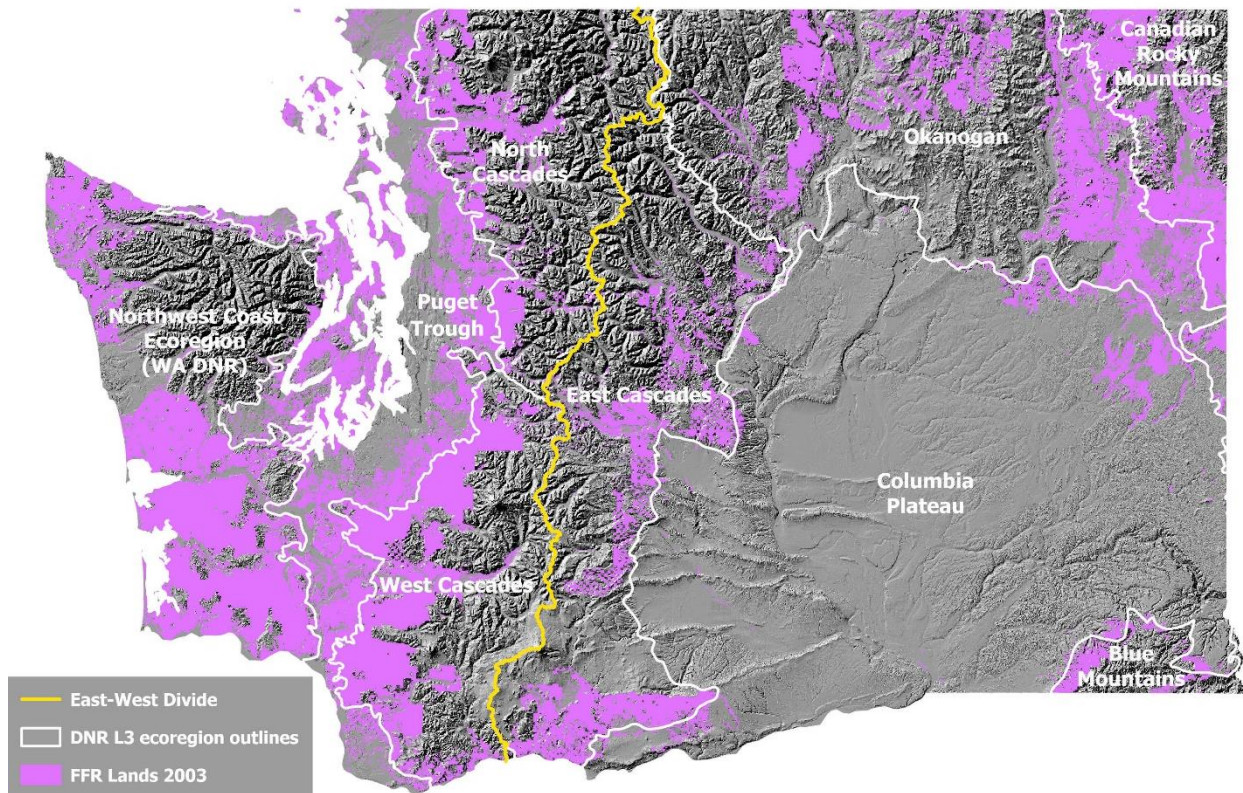 Canadian
Rocky
Mountains
Okanogan
North
Cascades
Northwest Coast
Ecoregion
(WA DNR)
Puget
Trough
East Cascades
Columbia
Plateau
West Cascades
Blue
Mountains
East-West Divide
DNR L3 ecoregion outlines
FFR Lands 2003